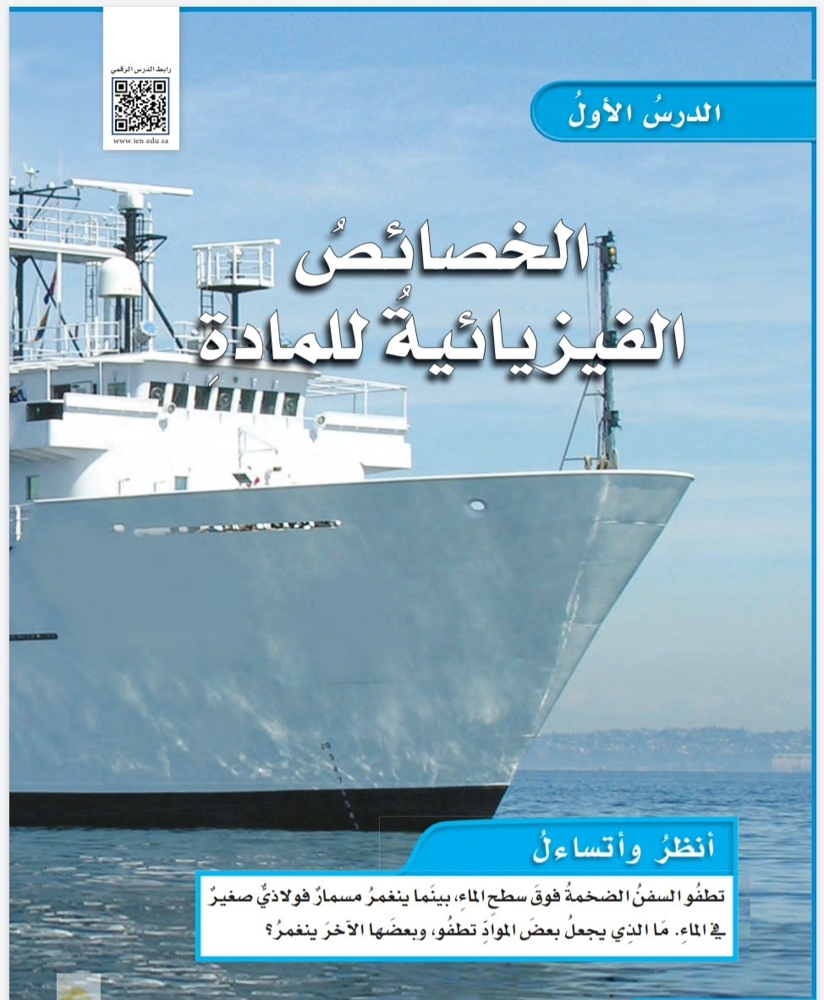 رابط الدرس الرقمي
www.ien.edu.sa
الدرسُ الأولُ
الخصائصُ
الفيزيائيةُ للمادةِ
أنظرُ وأتساءلُ
تطفُو السفنُ الضخمةُ فوقَ سطحِ الماءِ، بينَما ينغمرُ مسمارٌ فولاذيٌّ صغيرٌ
في الماءِ. مَا الذِي يجعلُ بعضَ الموادِّ تطفُو، وبعضَها الآخرَ ينغمرُ؟